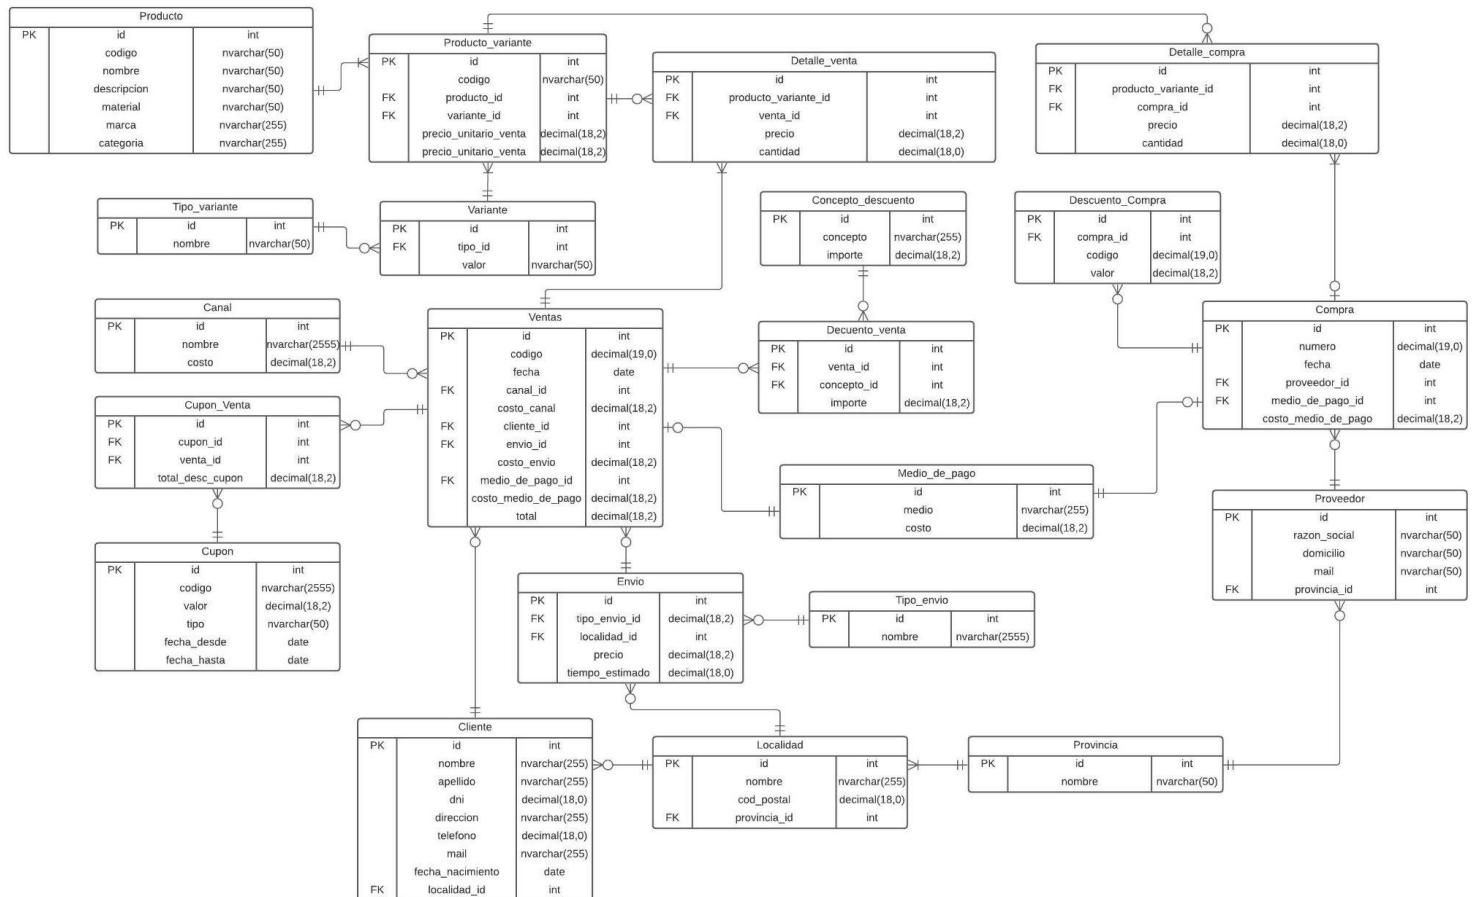 Producto
PK id int
codigo nvarchar(50)
nombre nvarchar(50)
descripcion nvarchar(50)
material nvarchar(50)
marca nvarchar(255)
categoria nvarchar(255)
Producto_variante
PK id int
codigo nvarchar(50)
FK producto_id int
FK variante_id int
precio_unitario_venta decimal(18,2)
precio_unitario_venta decimal(18,2)
Detalle_venta
PK id int
FK producto_variante_id int
FK venta_id int
precio decimal(18,2)
cantidad decimal(18,0)
Detalle_compra
PK id int
FK producto_variante_id int
FK compra_id int
precio decimal(18,2)
cantidad decimal(18,0)
Tipo_variante
PK id int
nombre nvarchar(50)
Variante
PK id int
FK tipo_id int
valor nvarchar(50)
Concepto_descuento
PK id int
concepto nvarchar(255)
importe decimal(18,2)
Descuento_Compra
PK id int
FK compra_id int
codigo decimal(19,0)
valor decimal(18,2)
Canal
PK id int
nombre nvarchar(2555)
costo decimal(18,2)
Ventas
PK id int
codigo decimal(19,0)
fecha date
FK canal_id int
costo_canal decimal(18,2)
FK cliente_id int
FK envio_id int
costo_envio decimal(18,2)
FK medio_de_pago_id int
costo_medio_de_pago decimal(18,2)
total decimal(18,2)
Decuento_venta
PK id int
FK venta_id int
FK concepto_id int
importe decimal(18,2)
Compra
PK id int
numero decimal(19,0)
fecha date
FK proveedor_id int
FK medio_de_pago_id int
costo_medio_de_pago decimal(18,2)
Cupon_Venta
PK id int
FK cupon_id int
FK venta_id int
total_desc_cupon decimal(18,2)
Medio_de_pago
PK id int
medio nvarchar(255)
costo decimal(18,2)
Proveedor
PK id int
razon_social nvarchar(50)
domicilio nvarchar(50)
mail nvarchar(50)
FK provincia_id int
Cupon
PK id int
codigo nvarchar(2555)
valor decimal(18,2)
tipo nvarchar(50)
fecha_desde date
fecha_hasta date
Envio
PK id int
FK tipo_envio_id decimal(18,2)
FK localidad_id int
precio decimal(18,2)
tiempo_estimado decimal(18,0)
Tipo_envio
PK id int
nombre nvarchar(2555)
Cliente
PK id int
nombre nvarchar(255)
apellido nvarchar(255)
dni decimal(18,0)
direccion nvarchar(255)
telefono decimal(18,0)
mail nvarchar(255)
fecha_nacimiento date
FK localidad_id int
Localidad
PK id int
nombre nvarchar(255)
cod_postal decimal(18,0)
FK provincia_id int
Provincia
PK id int
nombre nvarchar(50)